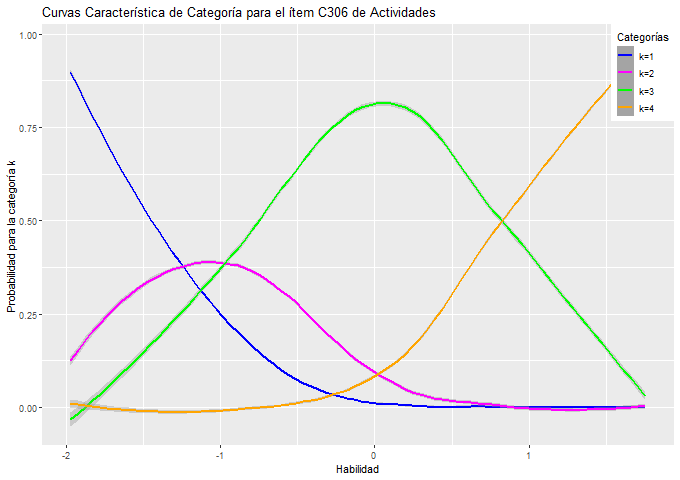 Curvas Característica de Categoría para el ítem C306 de Actividades
Categorías
k=1
k=2
k=3
k=4
Probabilidad para la categoría k
1.00
0.75
0.50
0.25
0.00
-2
-1
0
1
Habilidad